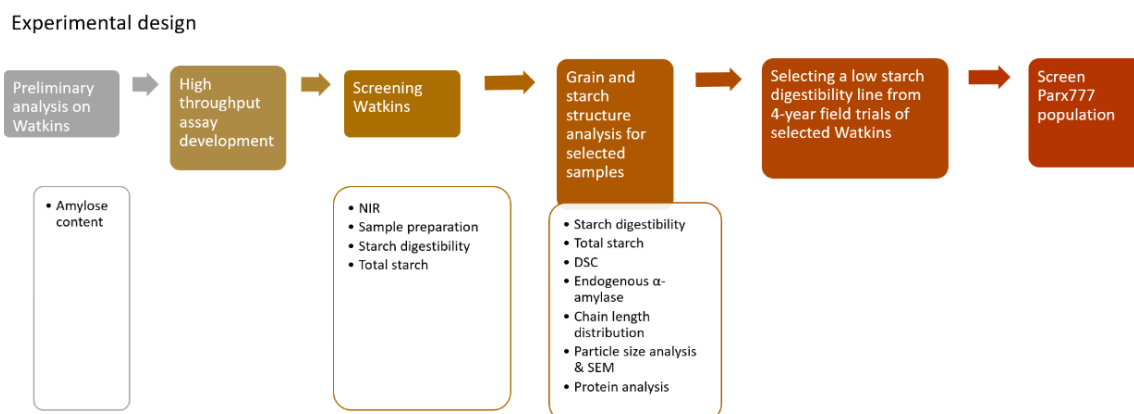 Experimental design
Preliminary
analysis on
Watkins
High
throughput
assay
development
Screening
Watkins
Grain and
starch
structure
analysis for
selected
samples
Selecting a low starch
digestibility line from
4-year field trials of
selected Watkins
Screen
Parx777
population
• Amylose
content
• NIR
• Sample preparation
• Starch digestibility
• Total starch
• Starch digestibility
• Total starch
• DSC
• Endogenous α-
amylase
• Chain length
distribution
• Particle size analysis
& SEM
• Protein analysis